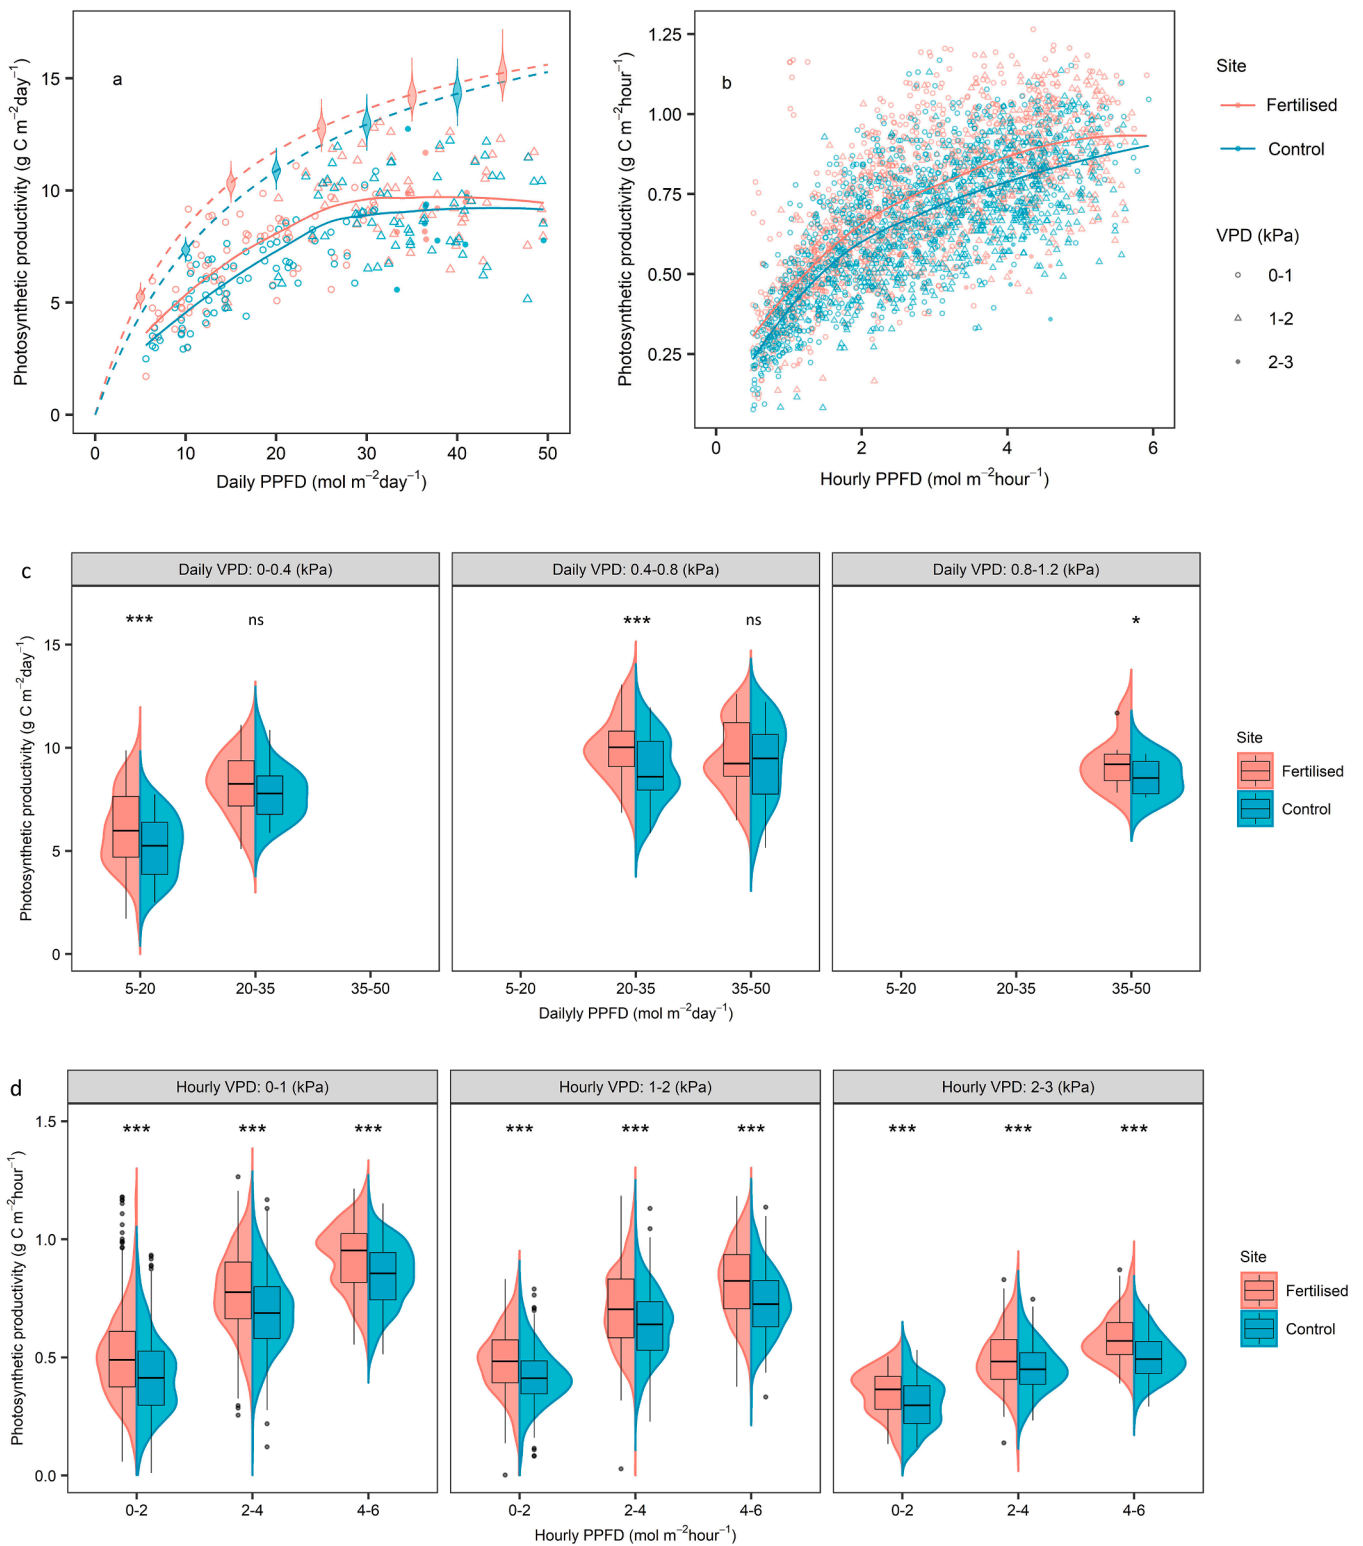 a
Photosynthetic productivity (g C m−2day−1)
15
10
5
0
0 10 20 30 40 50
Daily PPFD (mol m−2day−1)
b
Photosynthetic productivity (g C m−2hour−1)
1.25
1.00
0.75
0.50
0.25
0 2 4 6
Hourly PPFD (mol m−2hour−1)
Site
Fertilised
Control
VPD (kPa)
0-1
1-2
2-3
c
Daily VPD: 0-0.4 (kPa) Daily VPD: 0.4-0.8 (kPa) Daily VPD: 0.8-1.2 (kPa)
*** ns *** ns *
Photosynthetic productivity (g C m−2day−1)
15
10
5
0
5-20 20-35 35-50 5-20 20-35 35-50 5-20 20-35 35-50
Dailyly PPFD (mol m−2day−1)
Site
Fertilised
Control
d
Hourly VPD: 0-1 (kPa) Hourly VPD: 1-2 (kPa) Hourly VPD: 2-3 (kPa)
*** *** *** *** *** *** *** *** ***
Photosynthetic productivity (g C m−2hour−1)
1.5
1.0
0.5
0.0
0-2 2-4 4-6 0-2 2-4 4-6 0-2 2-4 4-6
Hourly PPFD (mol m−2hour−1)
Site
Fertilised
Control